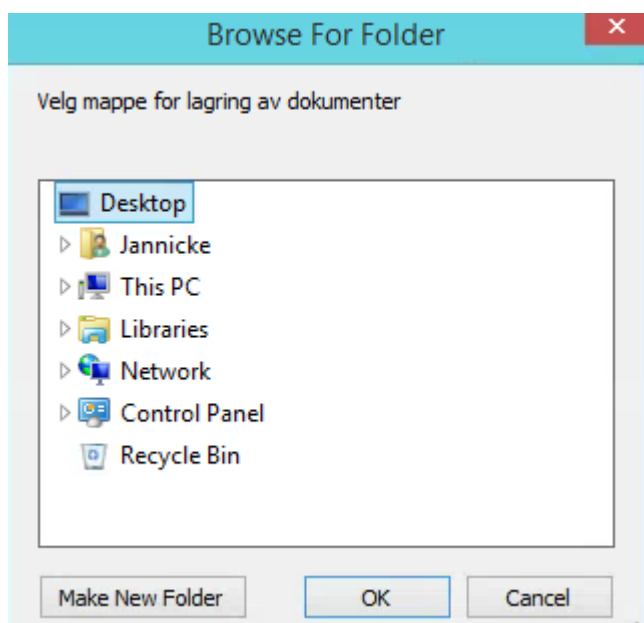 Browse For Folder
Velg mappe for lagring av dokumenter
Desktop
Jannicke
This PC
Libraries
Network
Control Panel
Recycle Bin
Make New Folder OK Cancel